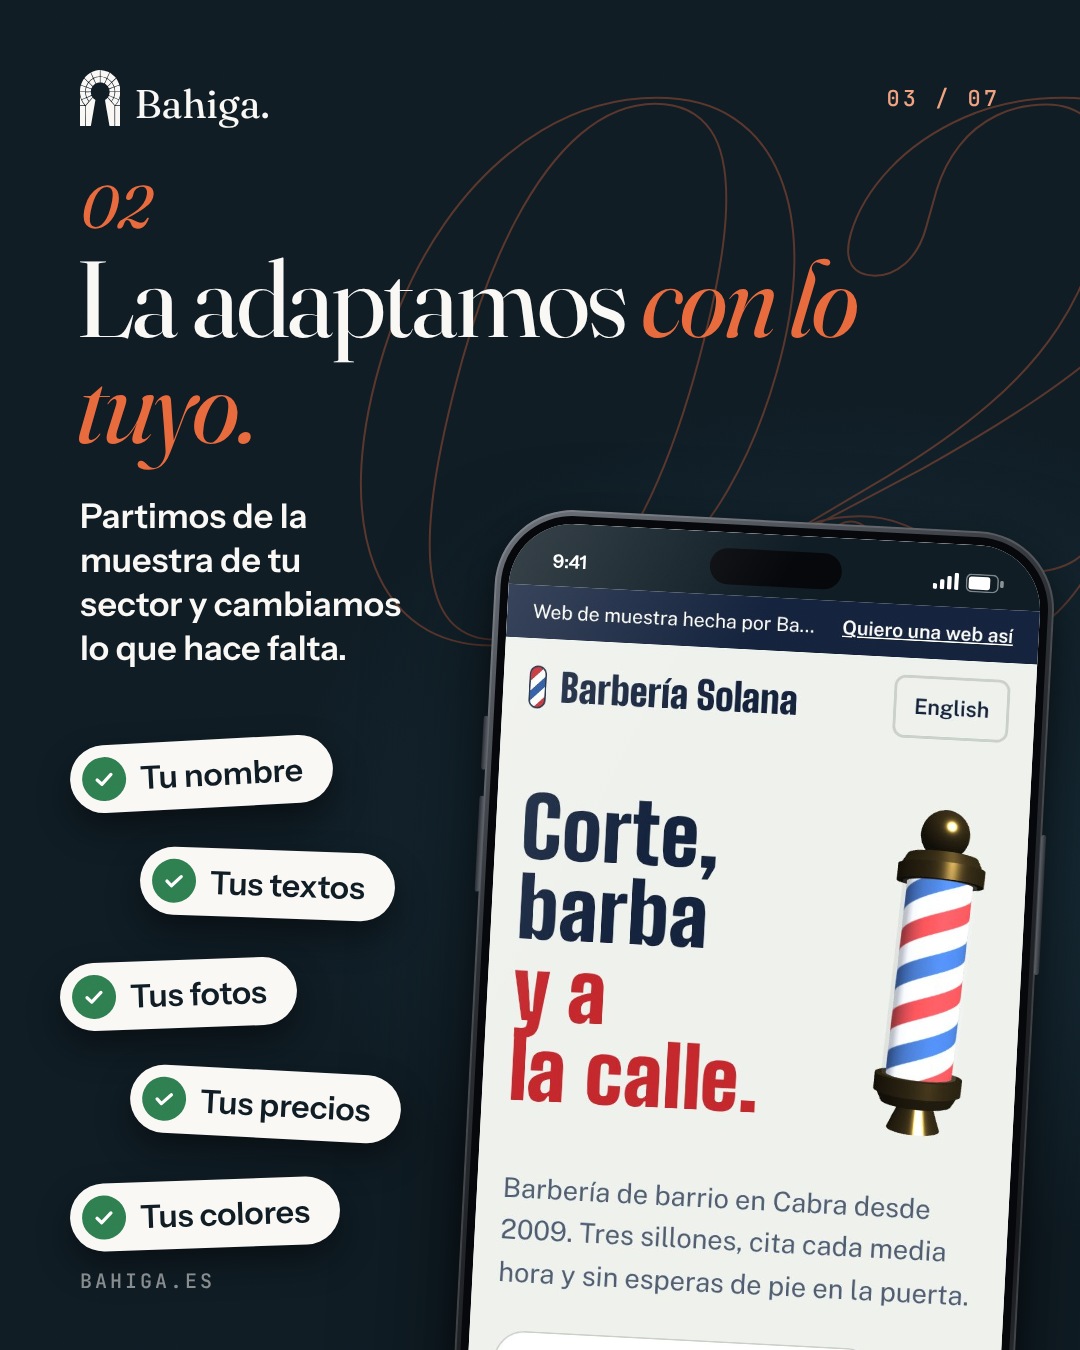 Bahiga.
03 / 07
02
La adaptamos con lo
tuyo.
Partimos de la
muestra de tu
sector y cambiamos
lo que hace falta.
Tu nombre
Tus textos
Tus fotos
Tus precios
Tus colores
BAHIGA.ES
9:41
Web de muestra hecha por Ba... Quiero una web así
Barbería Solana
English
Corte,
barba
y a
la calle.
Barbería de barrio en Cabra desde
2009. Tres sillones, cita cada media
hora y sin esperas de pie en la puerta.